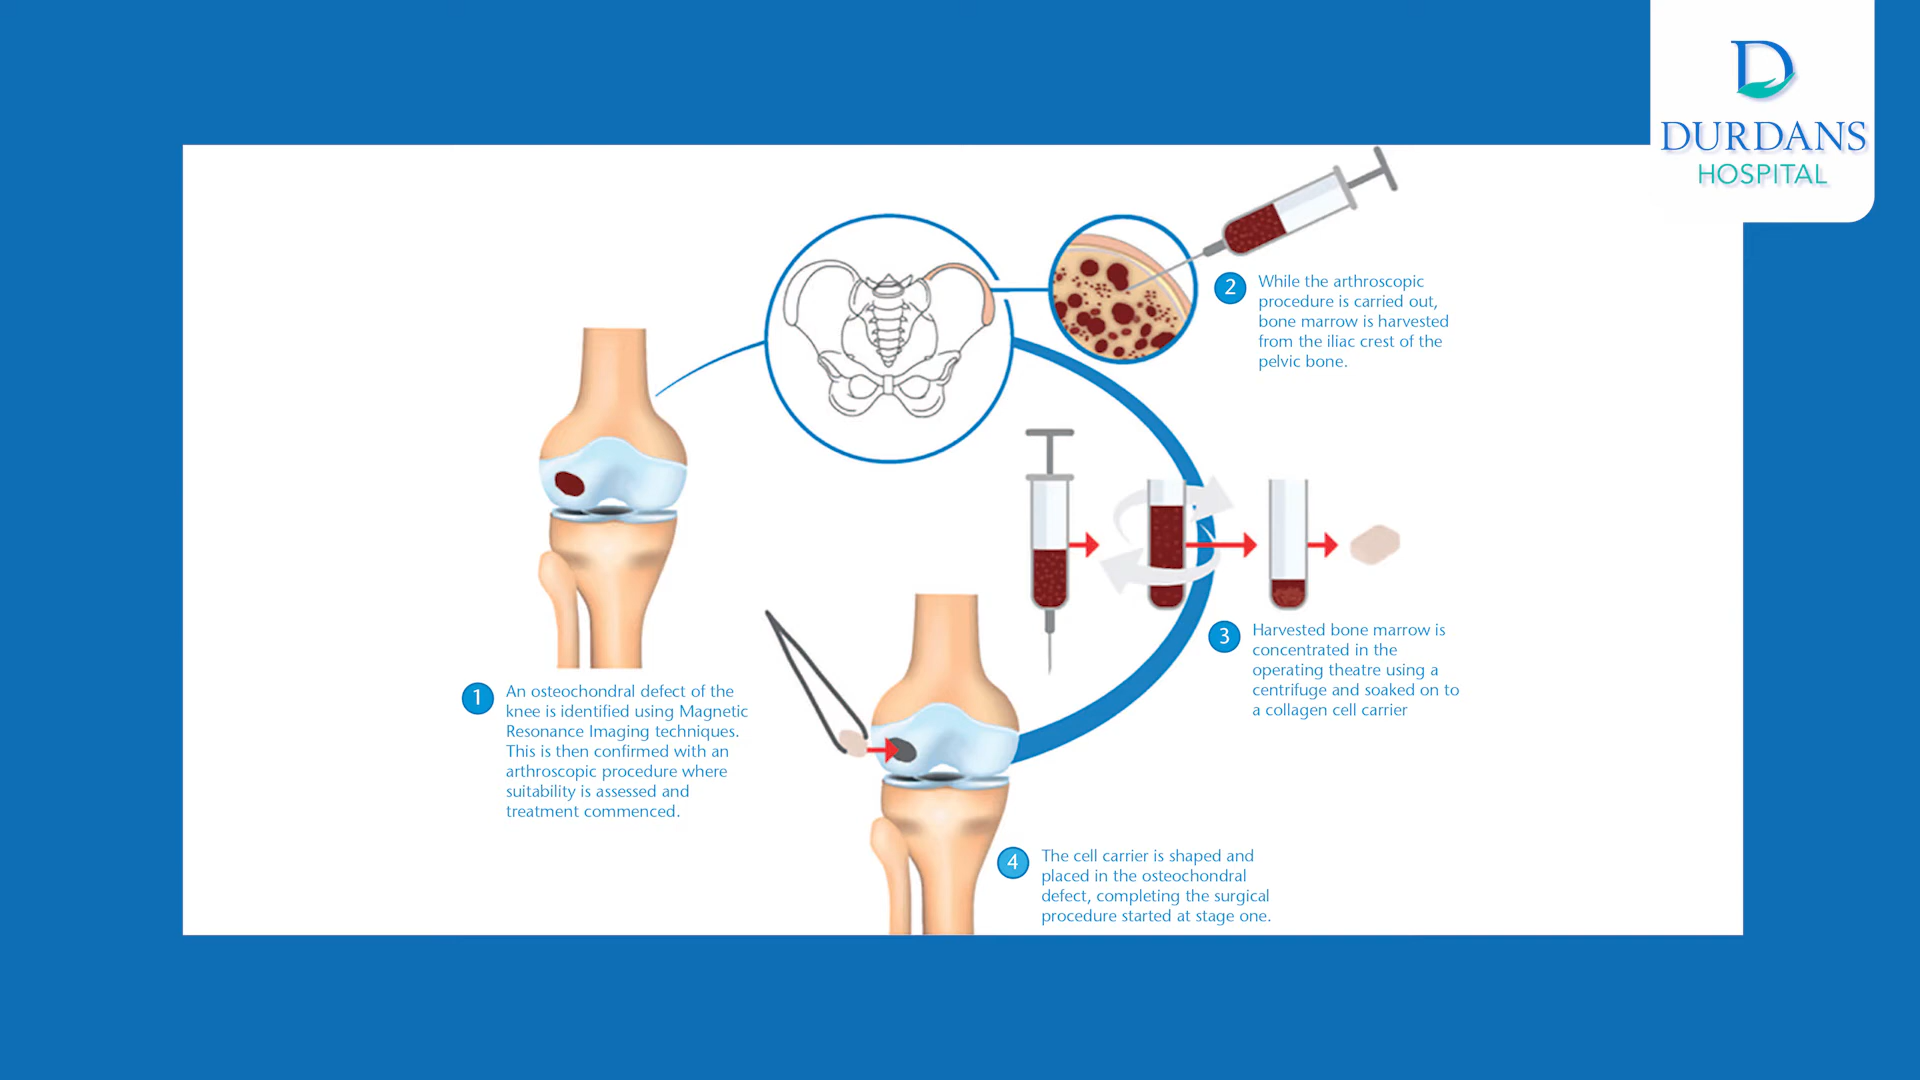 DURDANS
HOSPITAL
2
While the arthroscopic
procedure is carried out,
bone marrow is harvested
from the iliac crest of the
pelvic bone.
3
Harvested bone marrow is
concentrated in the
operating theatre using a
centrifuge and soaked on to
a collagen cell carrier
1
An osteochondral defect of the
knee is identified using Magnetic
Resonance Imaging techniques.
This is then confirmed with an
arthroscopic procedure where
suitability is assessed and
treatment commenced.
4
The cell carrier is shaped and
placed in the osteochondral
defect, completing the surgical
procedure started at stage one.